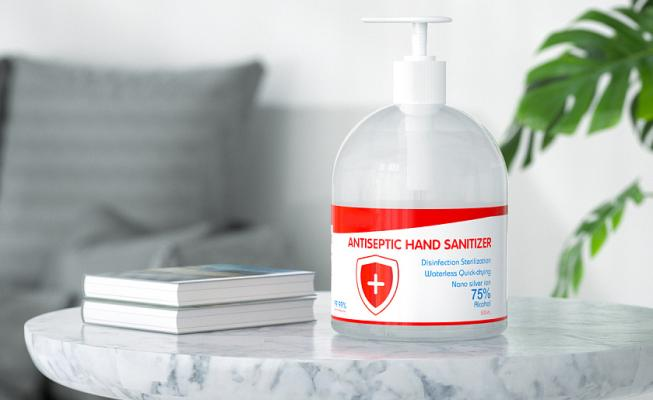 ANTISEPTIC HAND SANITIZER
Disinfection Sterilization
Waterless Quick-drying
Nano silver ion
75%
Alcohol